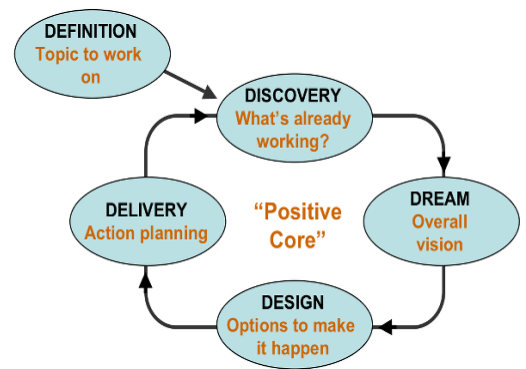 DEFINITION
Topic to work
on
DISCOVERY
What's already
working?
DREAM
Overall
vision
DESIGN
Options to make
it happen
DELIVERY
Action planning
“Positive
Core”